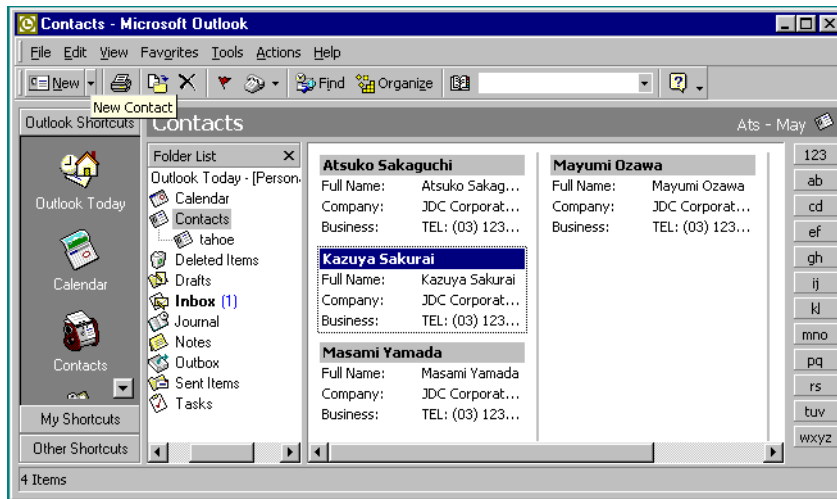 Contacts - Microsoft Outlook
File Edit View Favorites Tools Actions Help
New Find Organize
New Contact
Outlook Shortcuts
Outlook Today
Calendar
Contacts
My Shortcuts
Other Shortcuts
Contacts
Ats - May
Folder List
Outlook Today - [Person
Calendar
Contacts
tahoe
Deleted Items
Drafts
Inbox (1)
Journal
Notes
Outbox
Sent Items
Tasks
Atsuko Sakaguchi
Full Name: Atsuko Sakag...
Company: JDC Corporat...
Business: TEL: (03) 123...
Kazuya Sakurai
Full Name: Kazuya Sakurai
Company: JDC Corporat...
Business: TEL: (03) 123...
Masami Yamada
Full Name: Masami Yamada
Company: JDC Corporat...
Business: TEL: (03) 123...
Mayumi Ozawa
Full Name: Mayumi Ozawa
Company: JDC Corporat...
Business: TEL: (03) 123...
123
ab
cd
ef
gh
ij
kl
mno
pq
rs
tuv
wxyz
4 Items